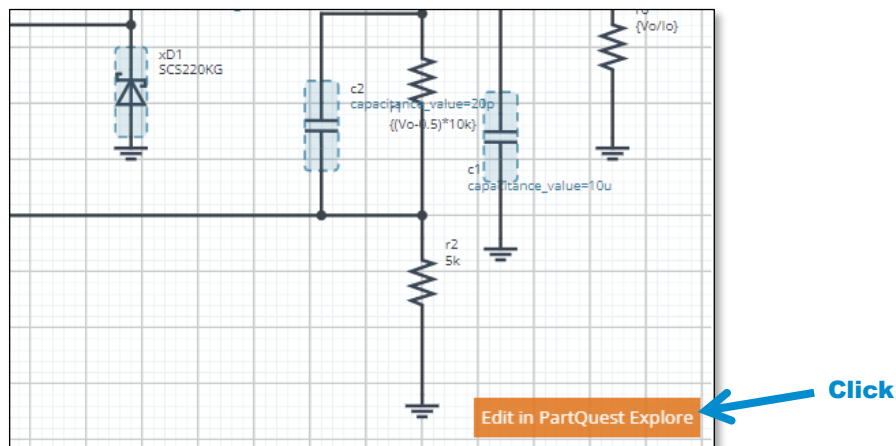 {Vo/Io}
xD1
SCS220KG
c2
capacitance_value=20p
{(Vo-0.5)*10k}
c1
capacitance_value=10u
r2
5k
Edit in PartQuest Explore
Click